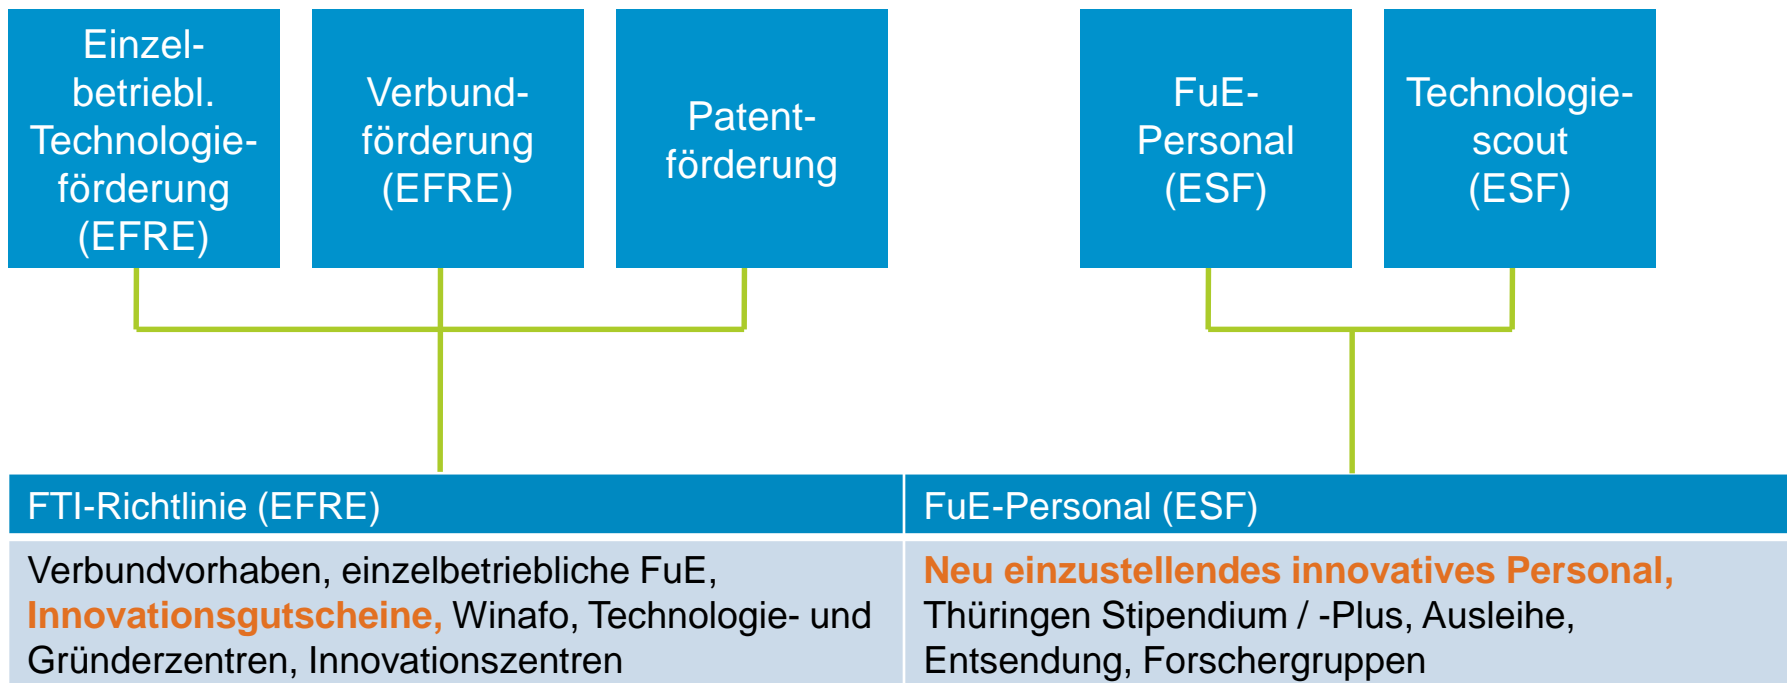 Einzel-
betriebl.
Technologie-
förderung
(EFRE)
Verbund-
förderung
(EFRE)
Patent-
förderung
FuE-
Personal
(ESF)
Technologie-
scout
(ESF)
FTI-Richtlinie (EFRE)
Verbundvorhaben, einzelbetriebliche FuE,
Innovationsgutscheine, Winafo, Technologie- und
Gründerzentren, Innovationszentren
FuE-Personal (ESF)
Neu einzustellendes innovatives Personal,
Thüringen Stipendium / -Plus, Ausleihe,
Entsendung, Forschergruppen